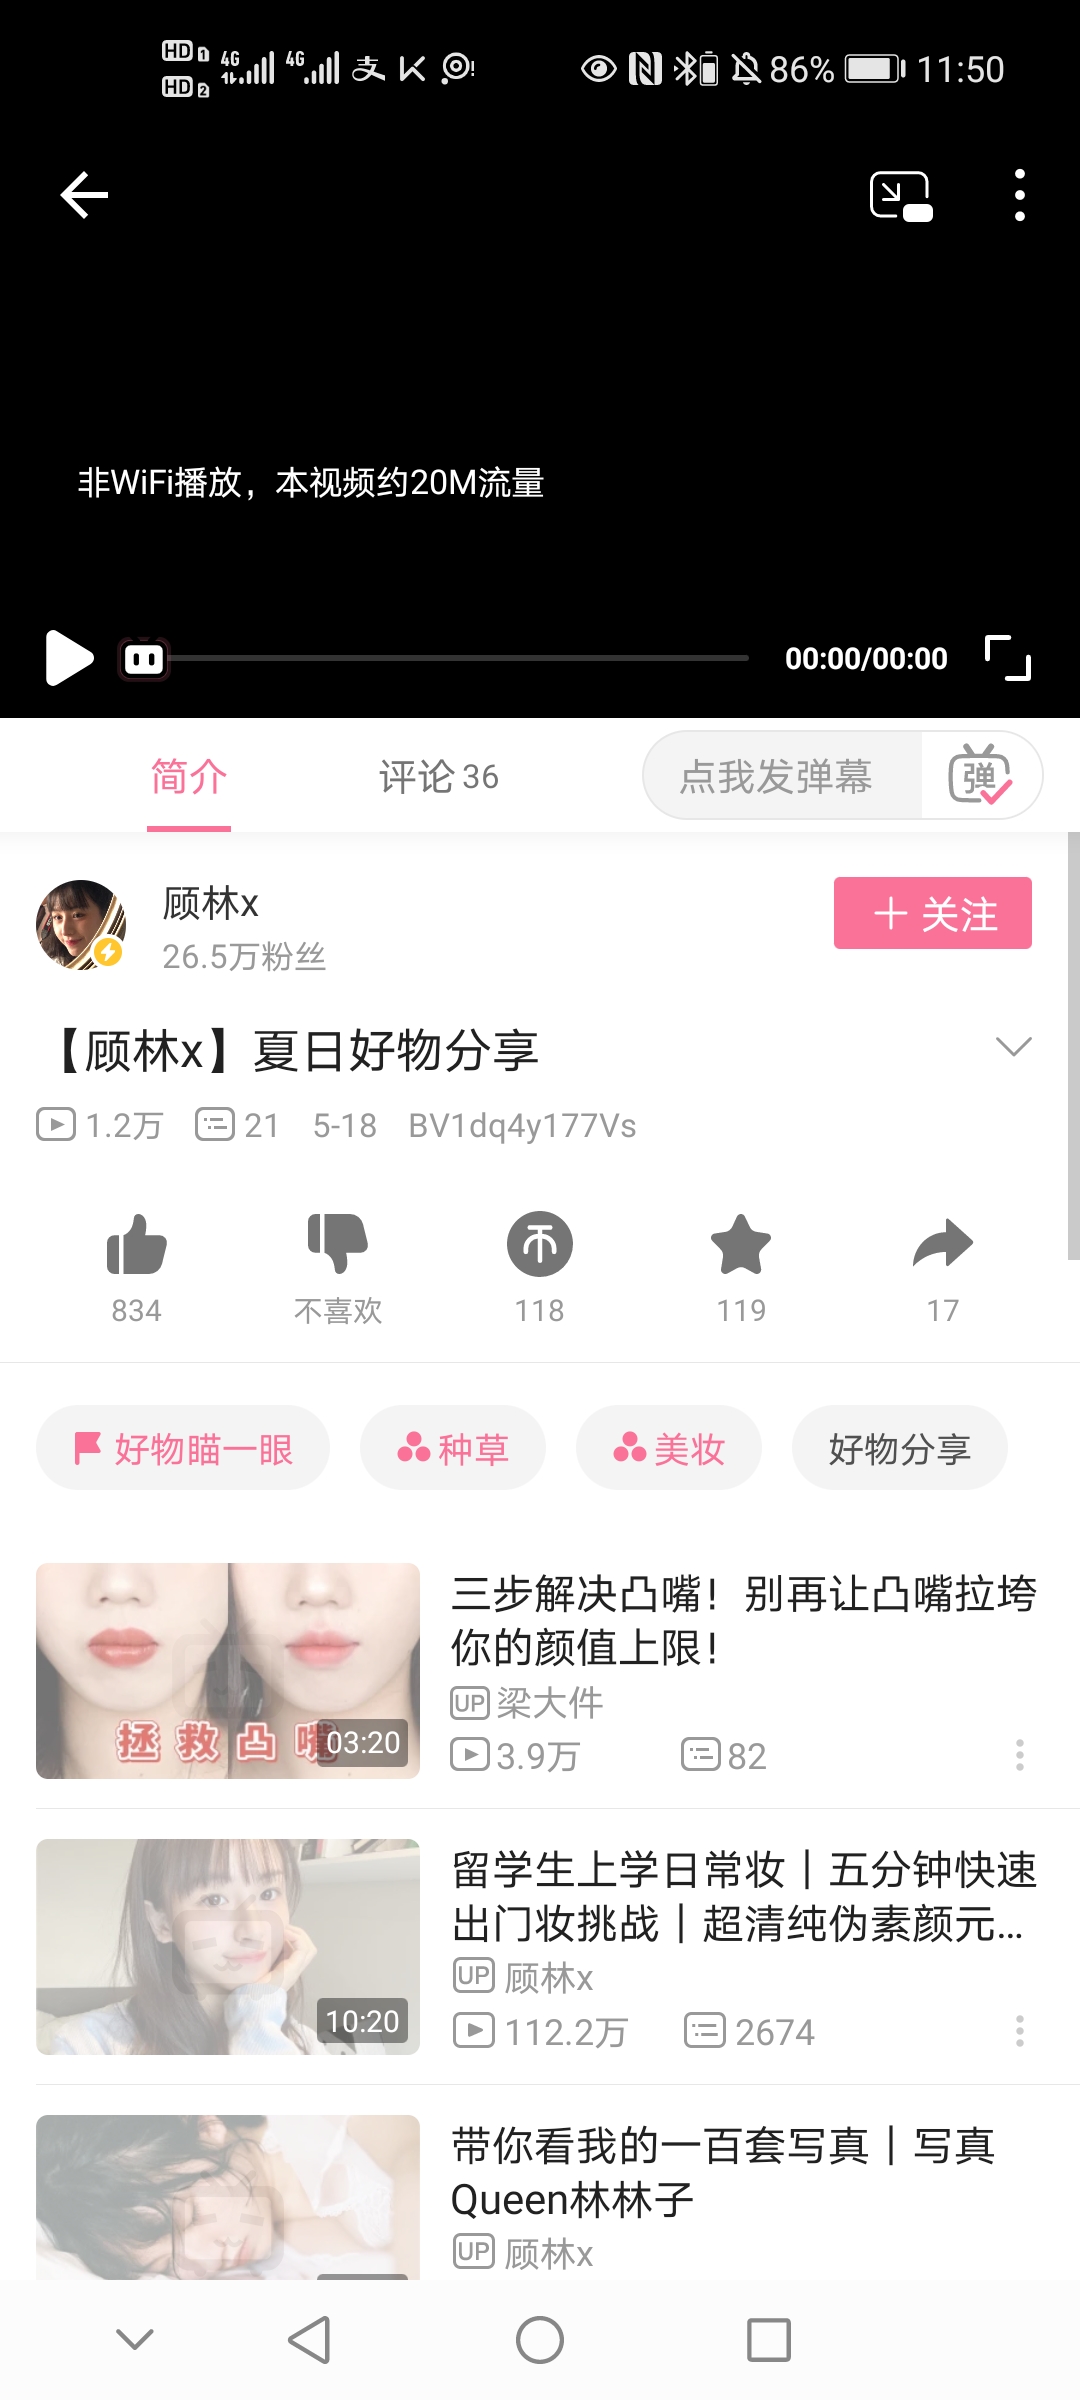 HD 1 4G 4G 支 86% 11:50
HD 2
非WiFi播放，本视频约20M流量
00:00/00:00
简介 评论 36 点我发弹幕 弹
顾林x
26.5万粉丝
＋ 关注
【顾林x】夏日好物分享
1.2万 21 5-18 BV1dq4y177Vs
834 不喜欢 118 119 17
好物瞄一眼 种草 美妆 好物分享
拯救凸嘴 03:20
三步解决凸嘴！别再让凸嘴拉垮
你的颜值上限！
UP 梁大件
3.9万 82
10:20
留学生上学日常妆｜五分钟快速
出门妆挑战｜超清纯伪素颜元...
UP 顾林x
112.2万 2674
带你看我的一百套写真｜写真
Queen林林子
UP 顾林x